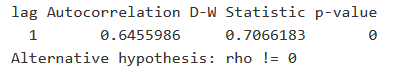 lag Autocorrelation D-W Statistic p-value
1 0.6455986 0.7066183 0
Alternative hypothesis: rho != 0